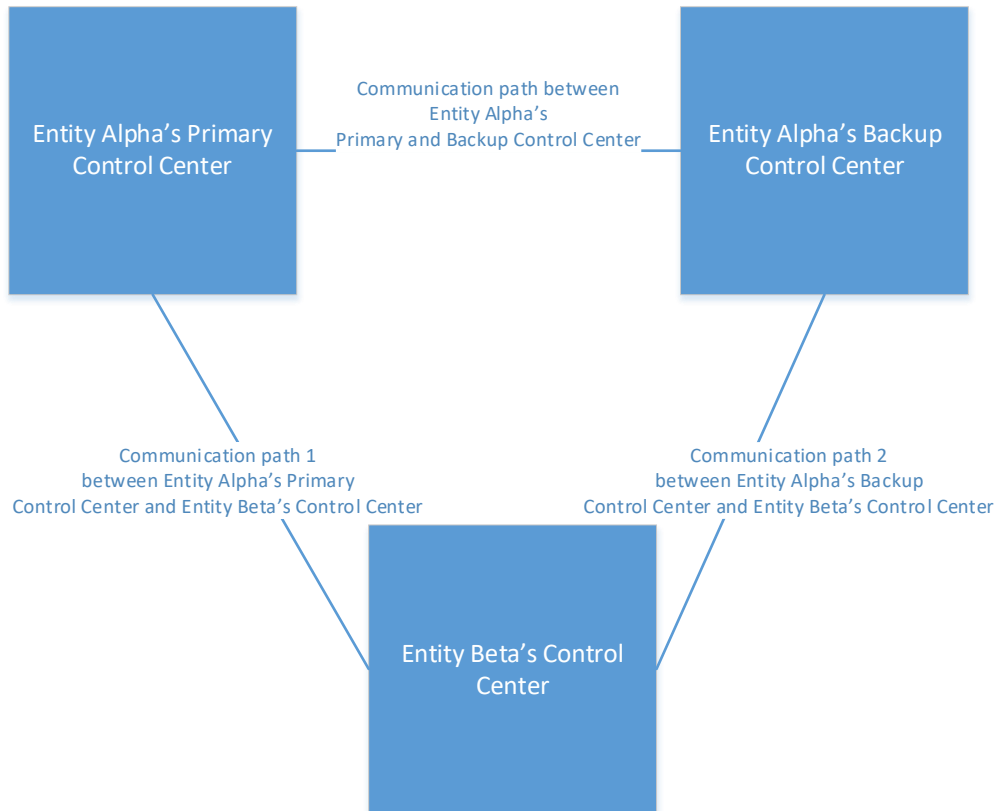 Entity Alpha’s Primary
Control Center
Communication path between
Entity Alpha’s
Primary and Backup Control Center
Entity Alpha’s Backup
Control Center
Communication path 1
between Entity Alpha’s Primary
Control Center and Entity Beta’s Control Center
Communication path 2
between Entity Alpha’s Backup
Control Center and Entity Beta’s Control Center
Entity Beta’s Control
Center